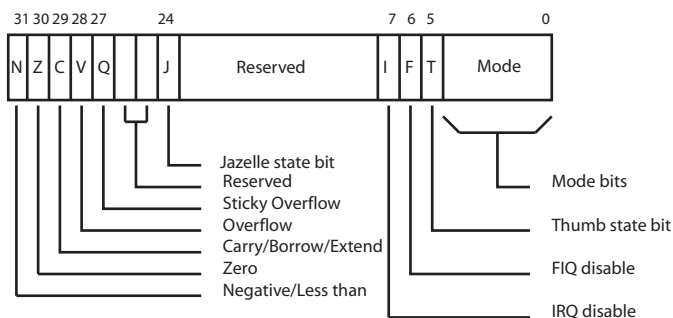 31 30 29 28 27 24 7 6 5 0
N Z C V Q J Reserved I F T Mode
Jazelle state bit
Reserved Mode bits
Sticky Overflow
Overflow Thumb state bit
Carry/Borrow/Extend
Zero FIQ disable
Negative/Less than
IRQ disable